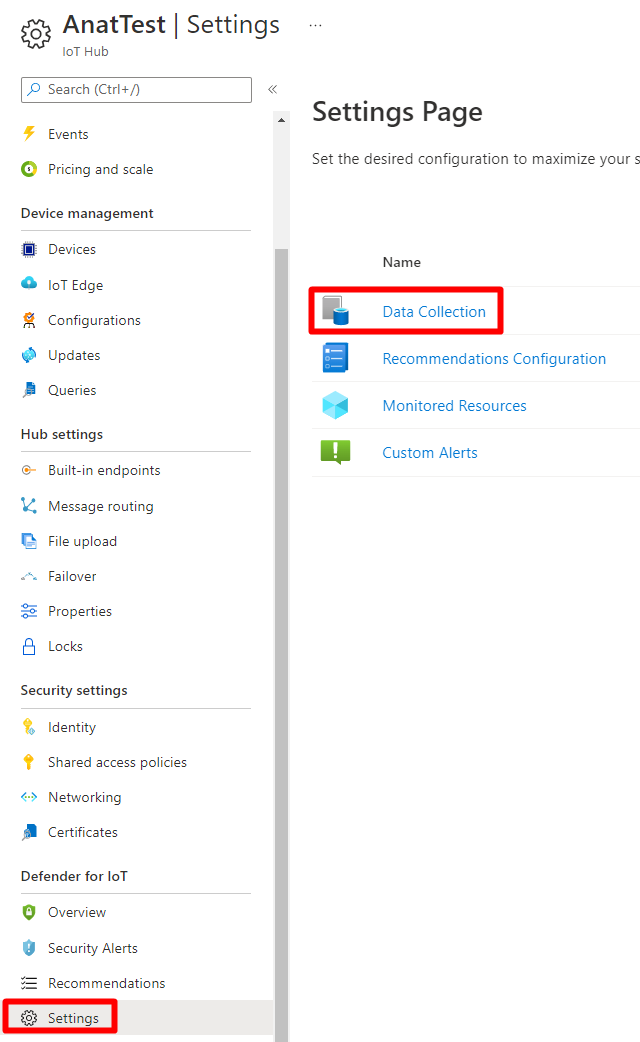 AnatTest | Settings ...
IoT Hub
Search (Ctrl+/)
«
Events
Pricing and scale
Device management
Devices
IoT Edge
Configurations
Updates
Queries
Hub settings
Built-in endpoints
Message routing
File upload
Failover
Properties
Locks
Security settings
Identity
Shared access policies
Networking
Certificates
Defender for IoT
Overview
Security Alerts
Recommendations
Settings
Settings Page
Set the desired configuration to maximize your s
Name
Data Collection
Recommendations Configuration
Monitored Resources
Custom Alerts